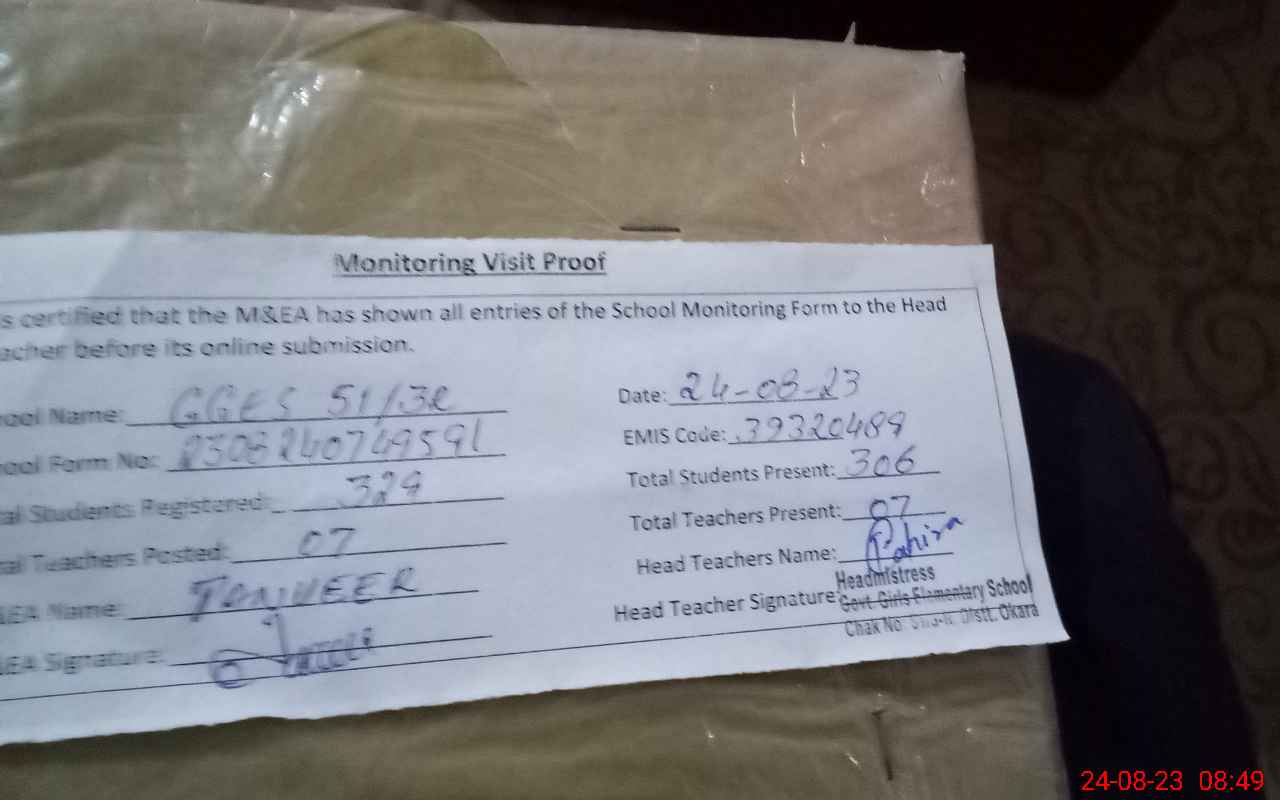 Monitoring Visit Proof
s certified that the M&EA has shown all entries of the School Monitoring Form to the Head
acher before its online submission.
ool Name: GGES 51/3R
Date: 24-08-23
ool Form No: 2308240749591
EMIS Code: 39320489
al Students Registered: 329
Total Students Present: 306
al Teachers Posted: 07
Total Teachers Present: 07
EA Name: TANVEER
Head Teachers Name:
EA Signature:
Head Teacher Signature:
Headmistress
Govt. Girls Elementary School
Chak No. Distt. Okara
24-08-23 08:49